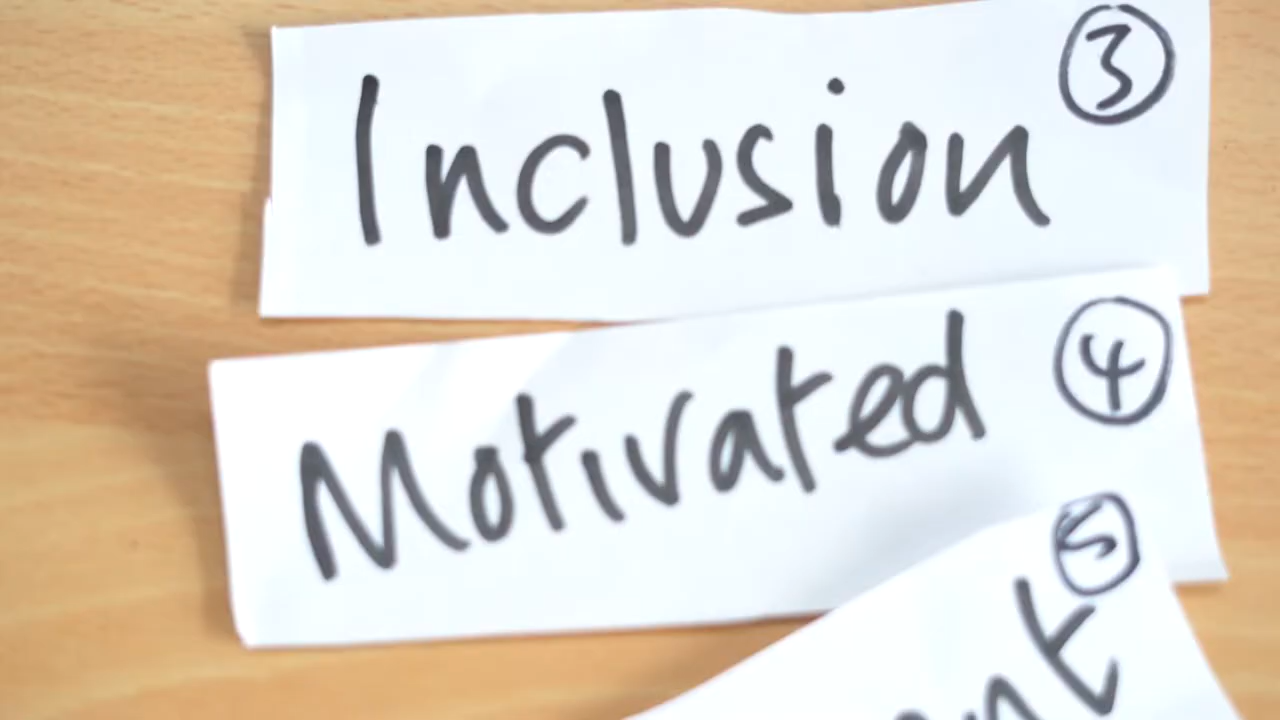 Inclusion ③
Motivated ④
⑤